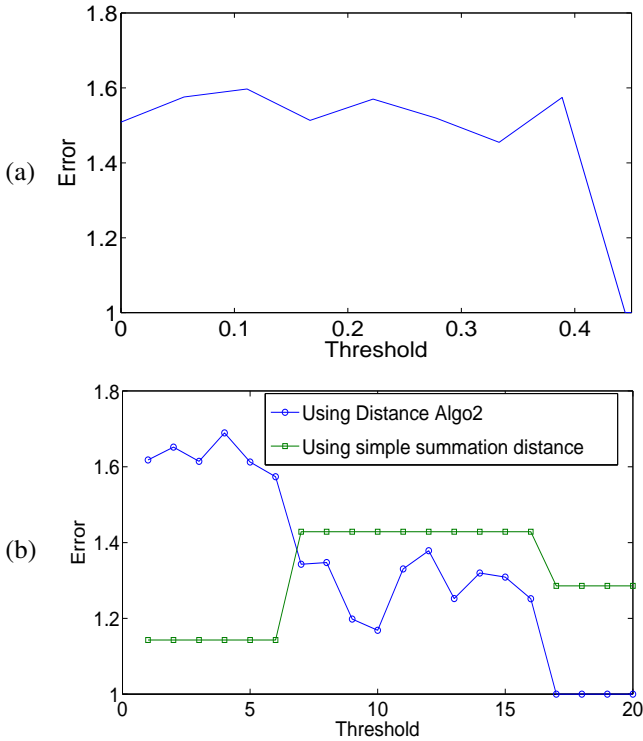 1.8
1.6
1.4
1.2
1
(a)
Error
0
0.1
0.2
0.3
0.4
Threshold
1.8
1.6
1.4
1.2
1
Using Distance Algo2
Using simple summation distance
(b)
Error
0
5
10
15
20
Threshold